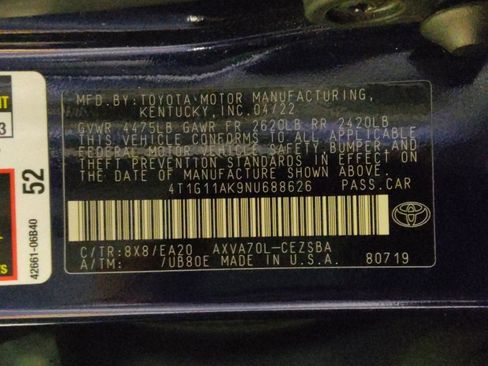 MFD.BY:TOYOTA MOTOR MANUFACTURING,
KENTUCKY,INC.04/22
GVWR 4475LB GAWR FR 2620LB RR 2420LB
THIS VEHICLE CONFORMS TO ALL APPLICABLE
FEDERAL MOTOR VEHICLE SAFETY,BUMPER AND
THEFT PREVENTION STANDARDS IN EFFECT ON
THE DATE OF MANUFACTURE SHOWN ABOVE.
4T1G11AK9NU688626 PASS.CAR
C/TR:8X8/EA20 AXVA70L-CEZSBA
A/TM: /UB80E MADE IN U.S.A. 80719
TOYOTA
52
42661-06B40